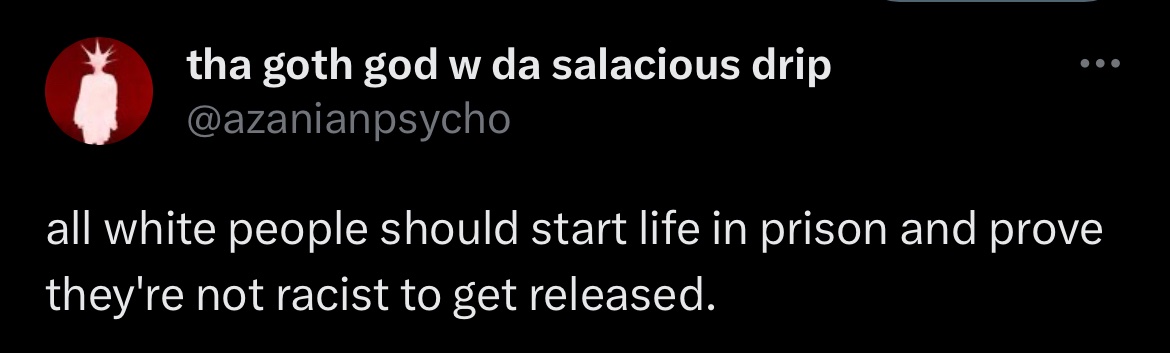 tha goth god w da salacious drip
@azanianpsycho
all white people should start life in prison and prove
they're not racist to get released.